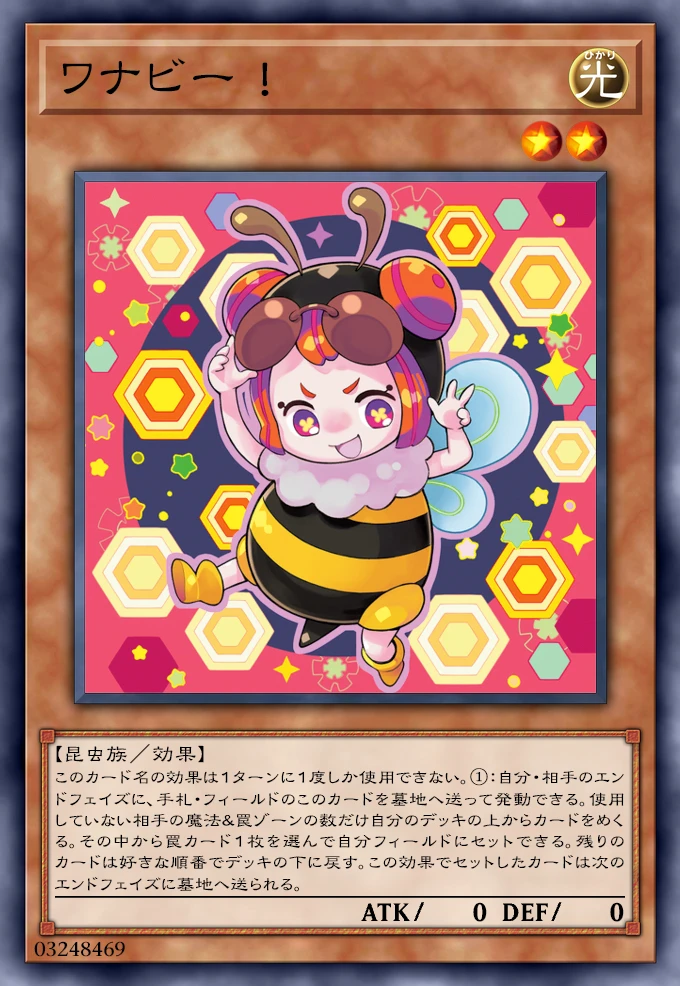 ワナビー！
ひかり
光
【昆虫族／効果】
このカード名の効果は１ターンに１度しか使用できない。①：自分・相手のエン
ドフェイズに、手札・フィールドのこのカードを墓地へ送って発動できる。使用
していない相手の魔法＆罠ゾーンの数だけ自分のデッキの上からカードをめく
る。その中から罠カード１枚を選んで自分フィールドにセットできる。残りの
カードは好きな順番でデッキの下に戻す。この効果でセットしたカードは次の
エンドフェイズに墓地へ送られる。
ATK/ 0 DEF/ 0
03248469